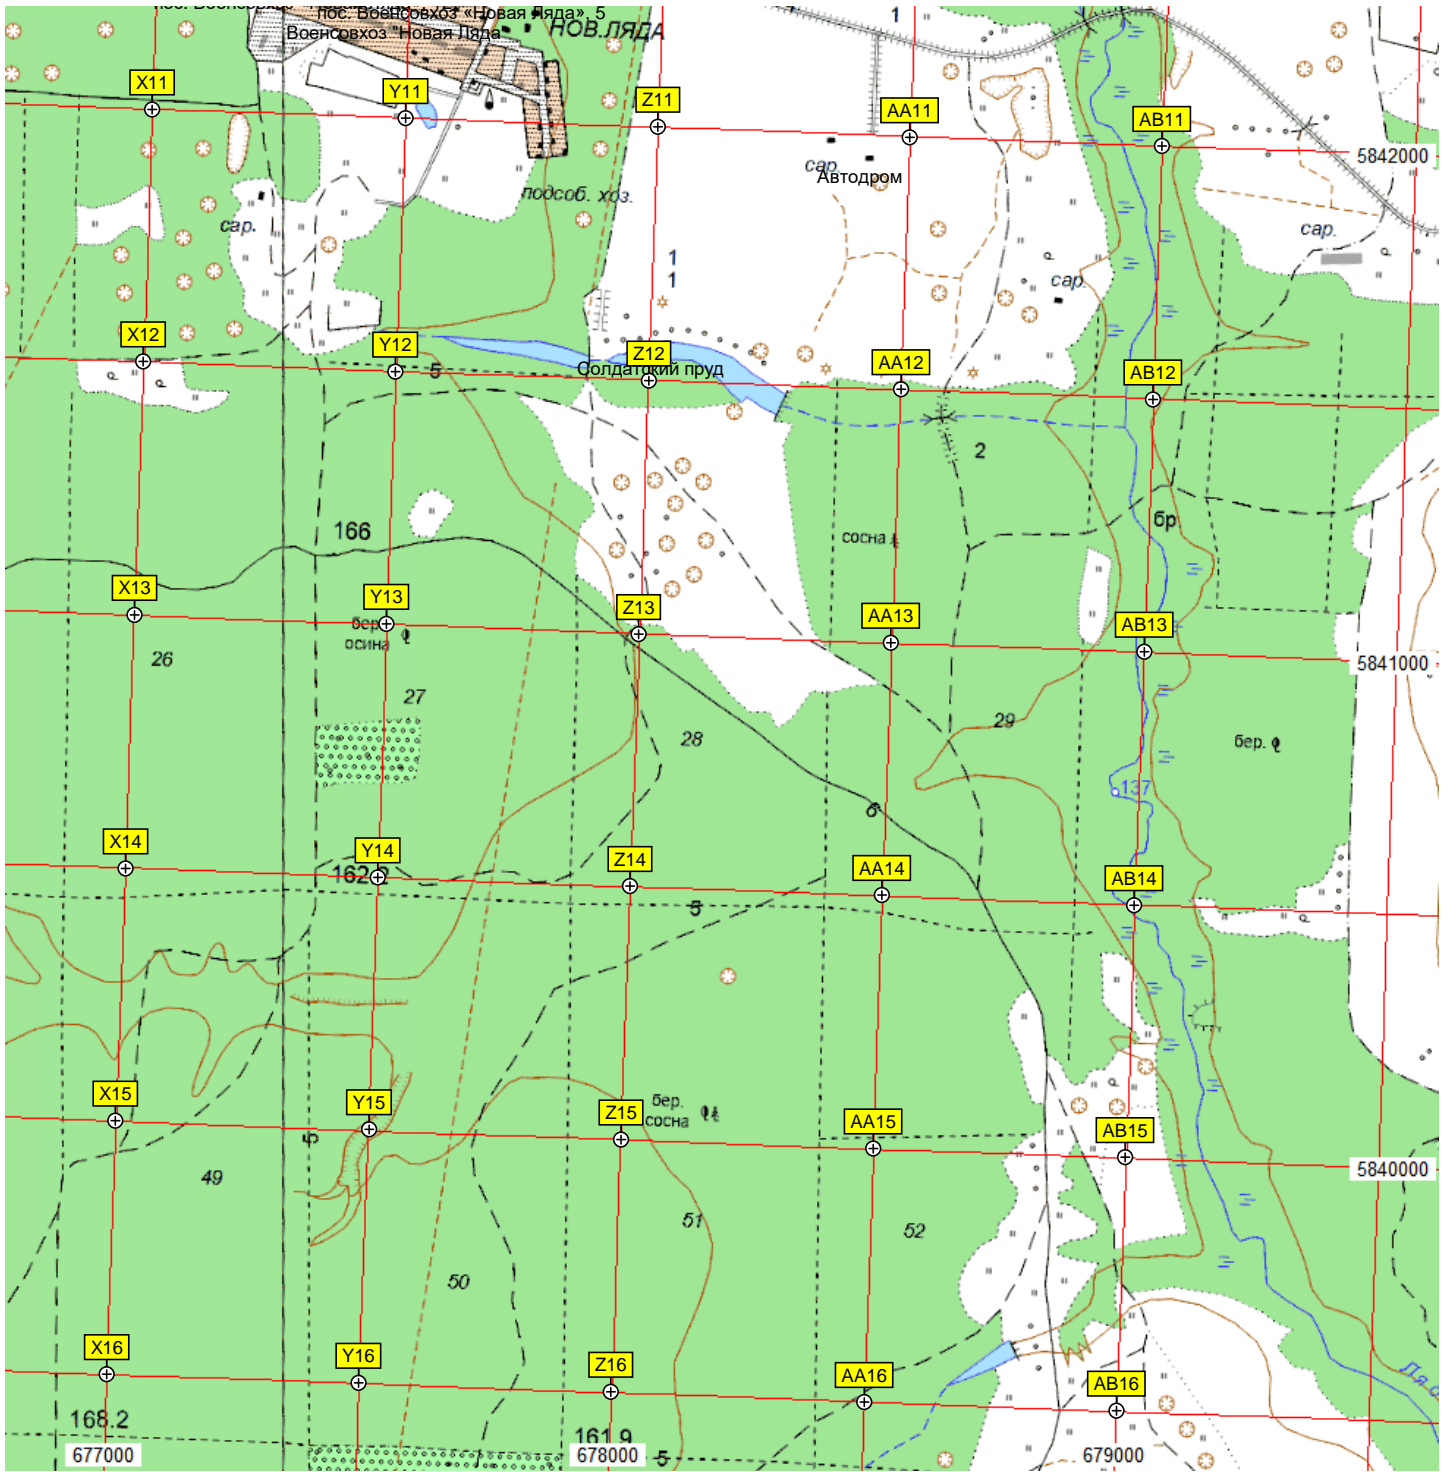 пос. Военсовхоз «Новая Ляда», 5
Военсовхоз "Новая Ляда"
НОВ.ЛЯДА
1
X11
Y11
Z11
AA11
AB11
5842000
сар.
Автодром
подсоб. хоз.
сар.
сар.
1
1
сар.
X12
Y12
Z12
AA12
AB12
5
Солдатский пруд
2
166
бр
сосна
X13
Y13
Z13
AA13
AB13
бер.
осина
26
5841000
27
28
29
бер.
137
6
X14
Y14
Z14
AA14
AB14
162.2
5
X15
Y15
Z15
AA15
AB15
бер.
сосна
5
5840000
49
51
52
50
X16
Y16
Z16
AA16
AB16
168.2
161.9
677000
678000
5
679000